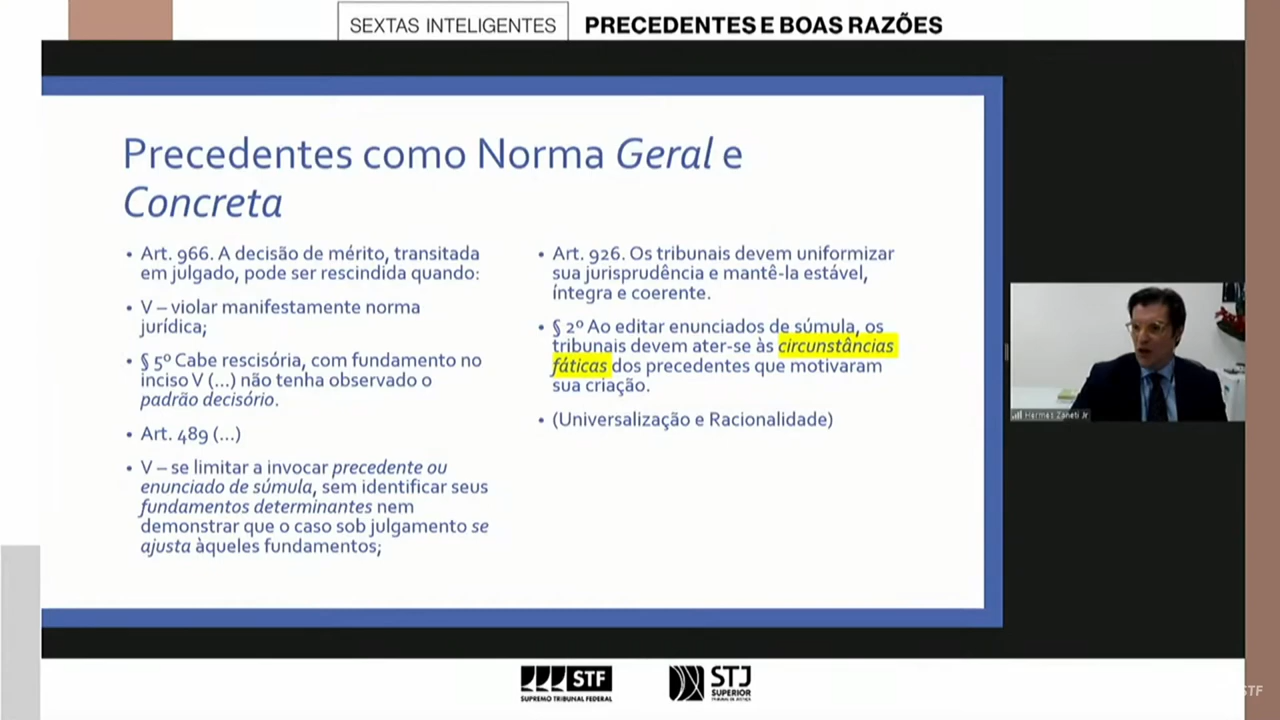 SEXTAS INTELIGENTES PRECEDENTES E BOAS RAZÕES
Precedentes como Norma Geral e
Concreta
• Art. 966. A decisão de mérito, transitada
em julgado, pode ser rescindida quando:
• V – violar manifestamente norma
jurídica;
• § 5º Cabe rescisória, com fundamento no
inciso V (...) não tenha observado o
padrão decisório.
• Art. 489 (...)
• V – se limitar a invocar precedente ou
enunciado de súmula, sem identificar seus
fundamentos determinantes nem
demonstrar que o caso sob julgamento se
ajusta àqueles fundamentos;
• Art. 926. Os tribunais devem uniformizar
sua jurisprudência e mantê-la estável,
íntegra e coerente.
• § 2º Ao editar enunciados de súmula, os
tribunais devem ater-se às circunstâncias
fáticas dos precedentes que motivaram
sua criação.
• (Universalização e Racionalidade)
Hermes Zaneti Jr
STF
SUPREMO TRIBUNAL FEDERAL
STJ
SUPERIOR
TRIBUNAL DE JUSTIÇA
STF